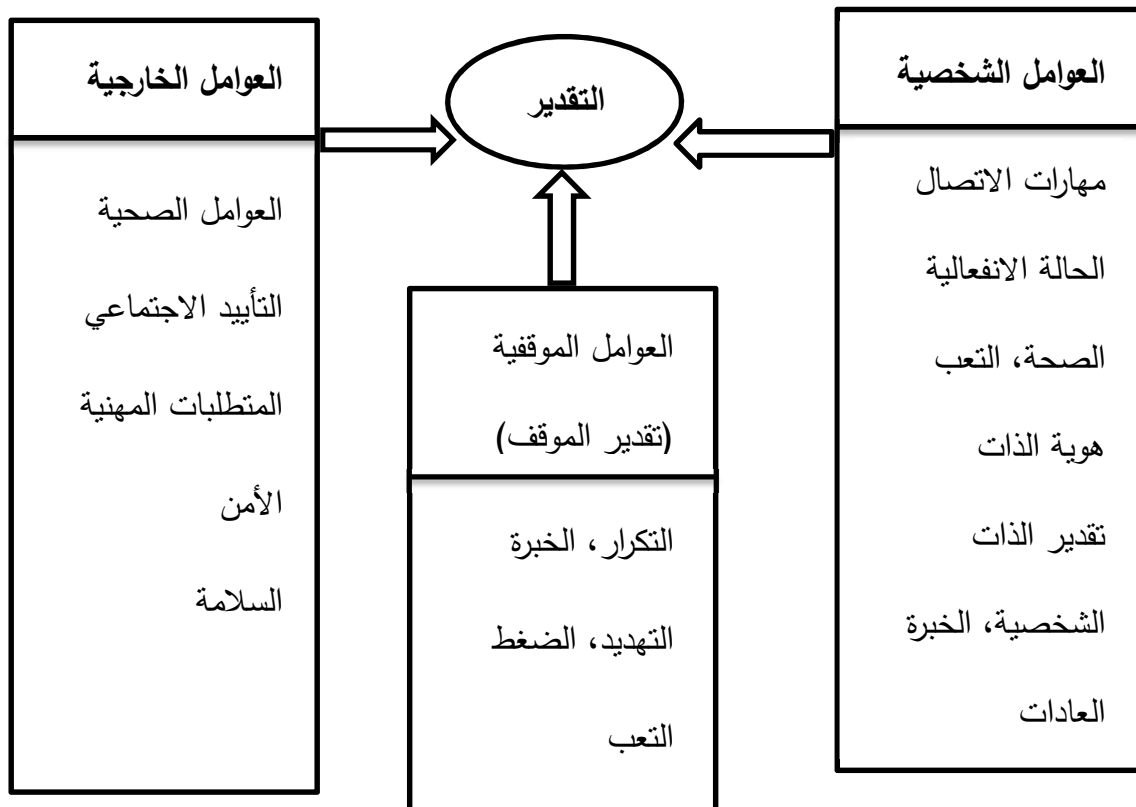 العوامل الشخصية
مهارات الاتصال
الحالة الانفعالية
الصحة، التعب
هوية الذات
تقدير الذات
الشخصية، الخبرة
العادات
التقدير
العوامل الموقفية
(تقدير الموقف)
التكرار، الخبرة
التهديد، الضغط
التعب
العوامل الخارجية
العوامل الصحية
التأييد الاجتماعي
المتطلبات المهنية
الأمن
السلامة